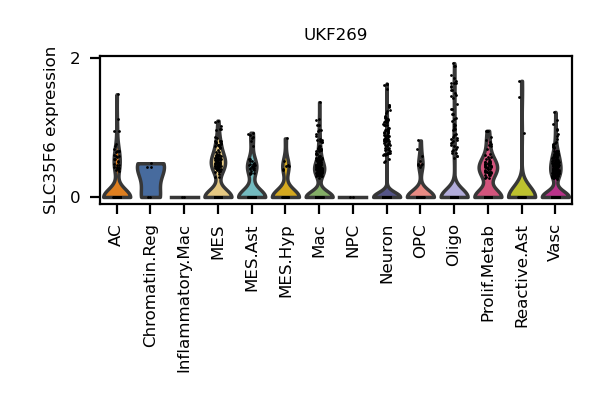 UKF269
SLC35F6 expression
2
0
AC
Chromatin.Reg
Inflammatory.Mac
MES
MES.Ast
MES.Hyp
Mac
NPC
Neuron
OPC
Oligo
Prolif.Metab
Reactive.Ast
Vasc